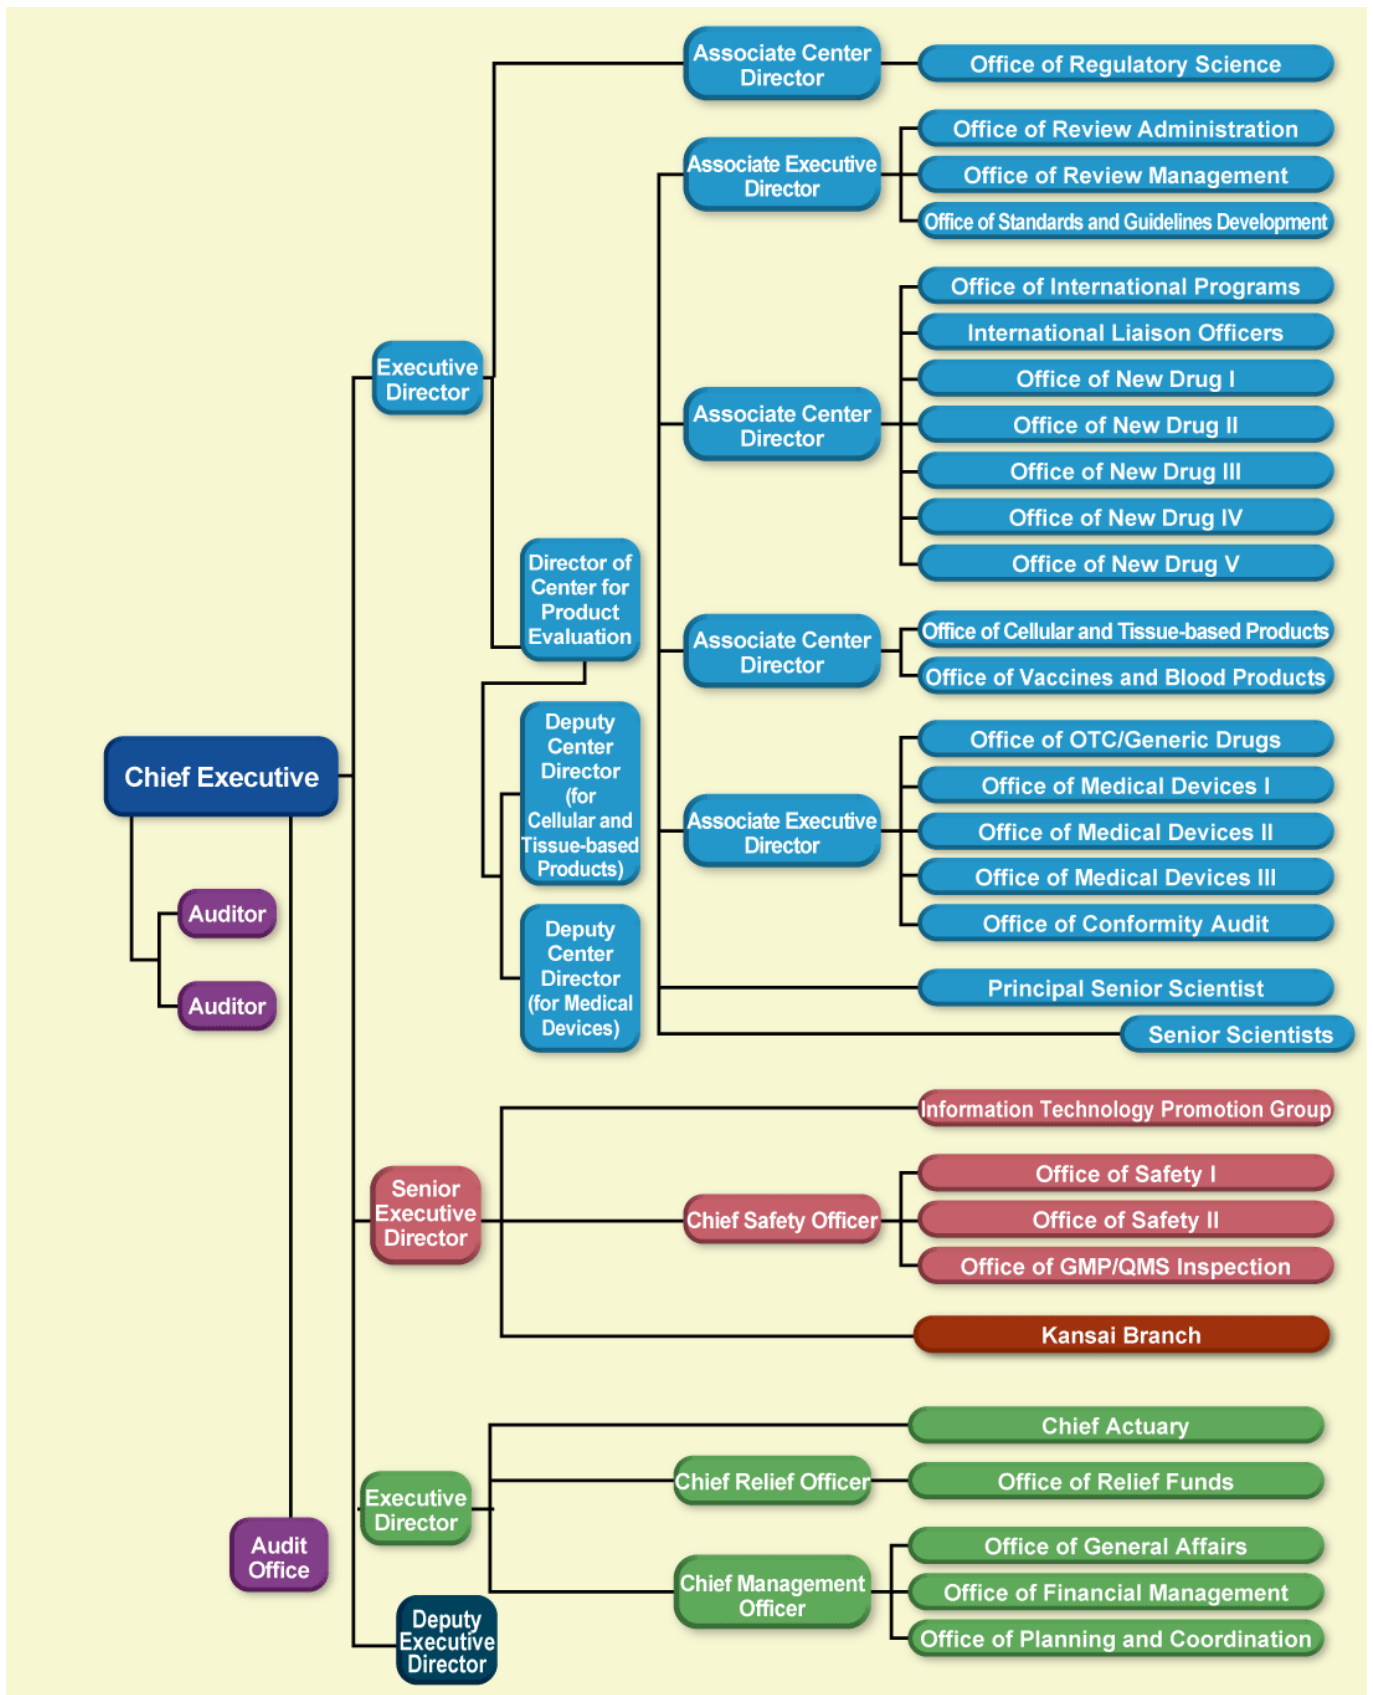 Associate Center
Director
Office of Regulatory Science
Associate Executive
Director
Office of Review Administration
Office of Review Management
Office of Standards and Guidelines Development
Executive
Director
Associate Center
Director
Office of International Programs
International Liaison Officers
Office of New Drug I
Office of New Drug II
Office of New Drug III
Office of New Drug IV
Office of New Drug V
Director of
Center for
Product
Evaluation
Associate Center
Director
Office of Cellular and Tissue-based Products
Office of Vaccines and Blood Products
Chief Executive
Deputy
Center
Director
(for
Cellular and
Tissue-based
Products)
Associate Executive
Director
Office of OTC/Generic Drugs
Office of Medical Devices I
Office of Medical Devices II
Office of Medical Devices III
Office of Conformity Audit
Auditor
Auditor
Deputy
Center
Director
(for Medical
Devices)
Principal Senior Scientist
Senior Scientists
Senior
Executive
Director
Information Technology Promotion Group
Chief Safety Officer
Office of Safety I
Office of Safety II
Office of GMP/QMS Inspection
Kansai Branch
Executive
Director
Chief Actuary
Chief Relief Officer
Office of Relief Funds
Chief Management
Officer
Office of General Affairs
Office of Financial Management
Office of Planning and Coordination
Audit
Office
Deputy
Executive
Director